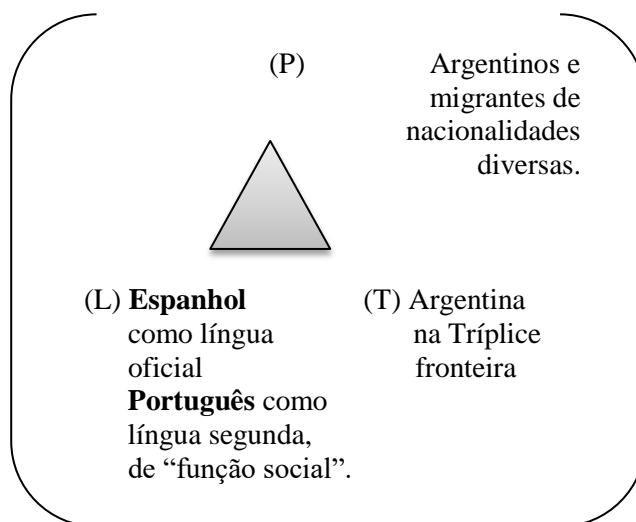 (P)
Argentinos e
migrantes de
nacionalidades
diversas.
(L) Espanhol
como língua
oficial
Português como
língua segunda,
de “função social”.
(T) Argentina
na Tríplice
fronteira